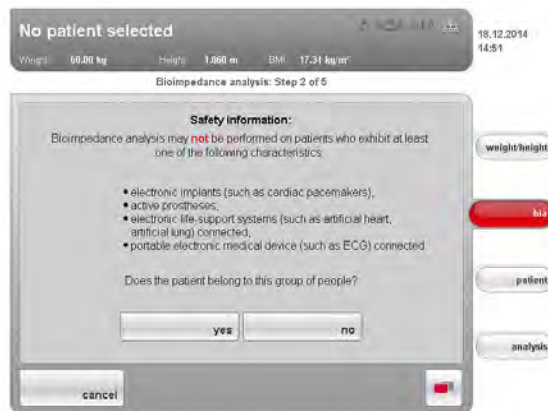 No patient selected
18.12.2014
14:51
Weight: 60.00 kg Height: 1.860 m BMI: 17.34 kg/m²
Bioimpedance analysis: Step 2 of 5
Safety information:
Bioimpedance analysis may not be performed on patients who exhibit at least
one of the following characteristics:
• electronic implants (such as cardiac pacemakers),
• active prostheses,
• electronic life-support systems (such as artificial heart,
artificial lung) connected,
• portable electronic medical device (such as ECG) connected
Does the patient belong to this group of people?
yes no
cancel
weight/height
bia
patient
analysis